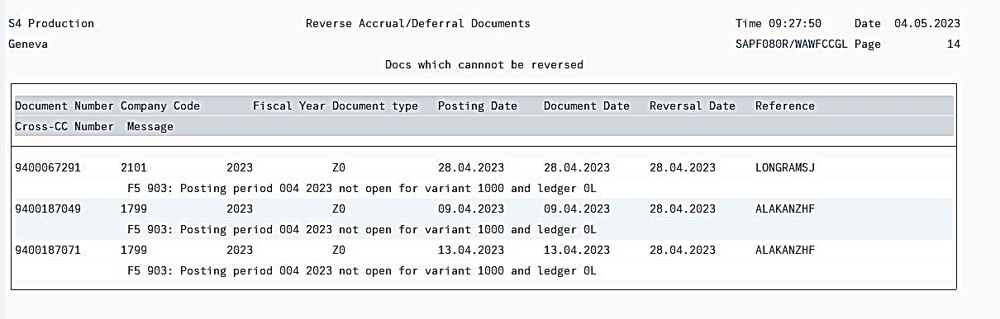 S4 Production Reverse Accrual/Deferral Documents Time 09:27:50 Date 04.05.2023
Geneva SAPF080R/WAWFCCGL Page 14
Docs which cannnot be reversed
Document Number Company Code Fiscal Year Document type Posting Date Document Date Reversal Date Reference
Cross-CC Number Message
9400067291 2101 2023 Z0 28.04.2023 28.04.2023 28.04.2023 LONGRAMSJ
F5 903: Posting period 004 2023 not open for variant 1000 and ledger 0L
9400187049 1799 2023 Z0 09.04.2023 09.04.2023 28.04.2023 ALAKANZHF
F5 903: Posting period 004 2023 not open for variant 1000 and ledger 0L
9400187071 1799 2023 Z0 13.04.2023 13.04.2023 28.04.2023 ALAKANZHF
F5 903: Posting period 004 2023 not open for variant 1000 and ledger 0L